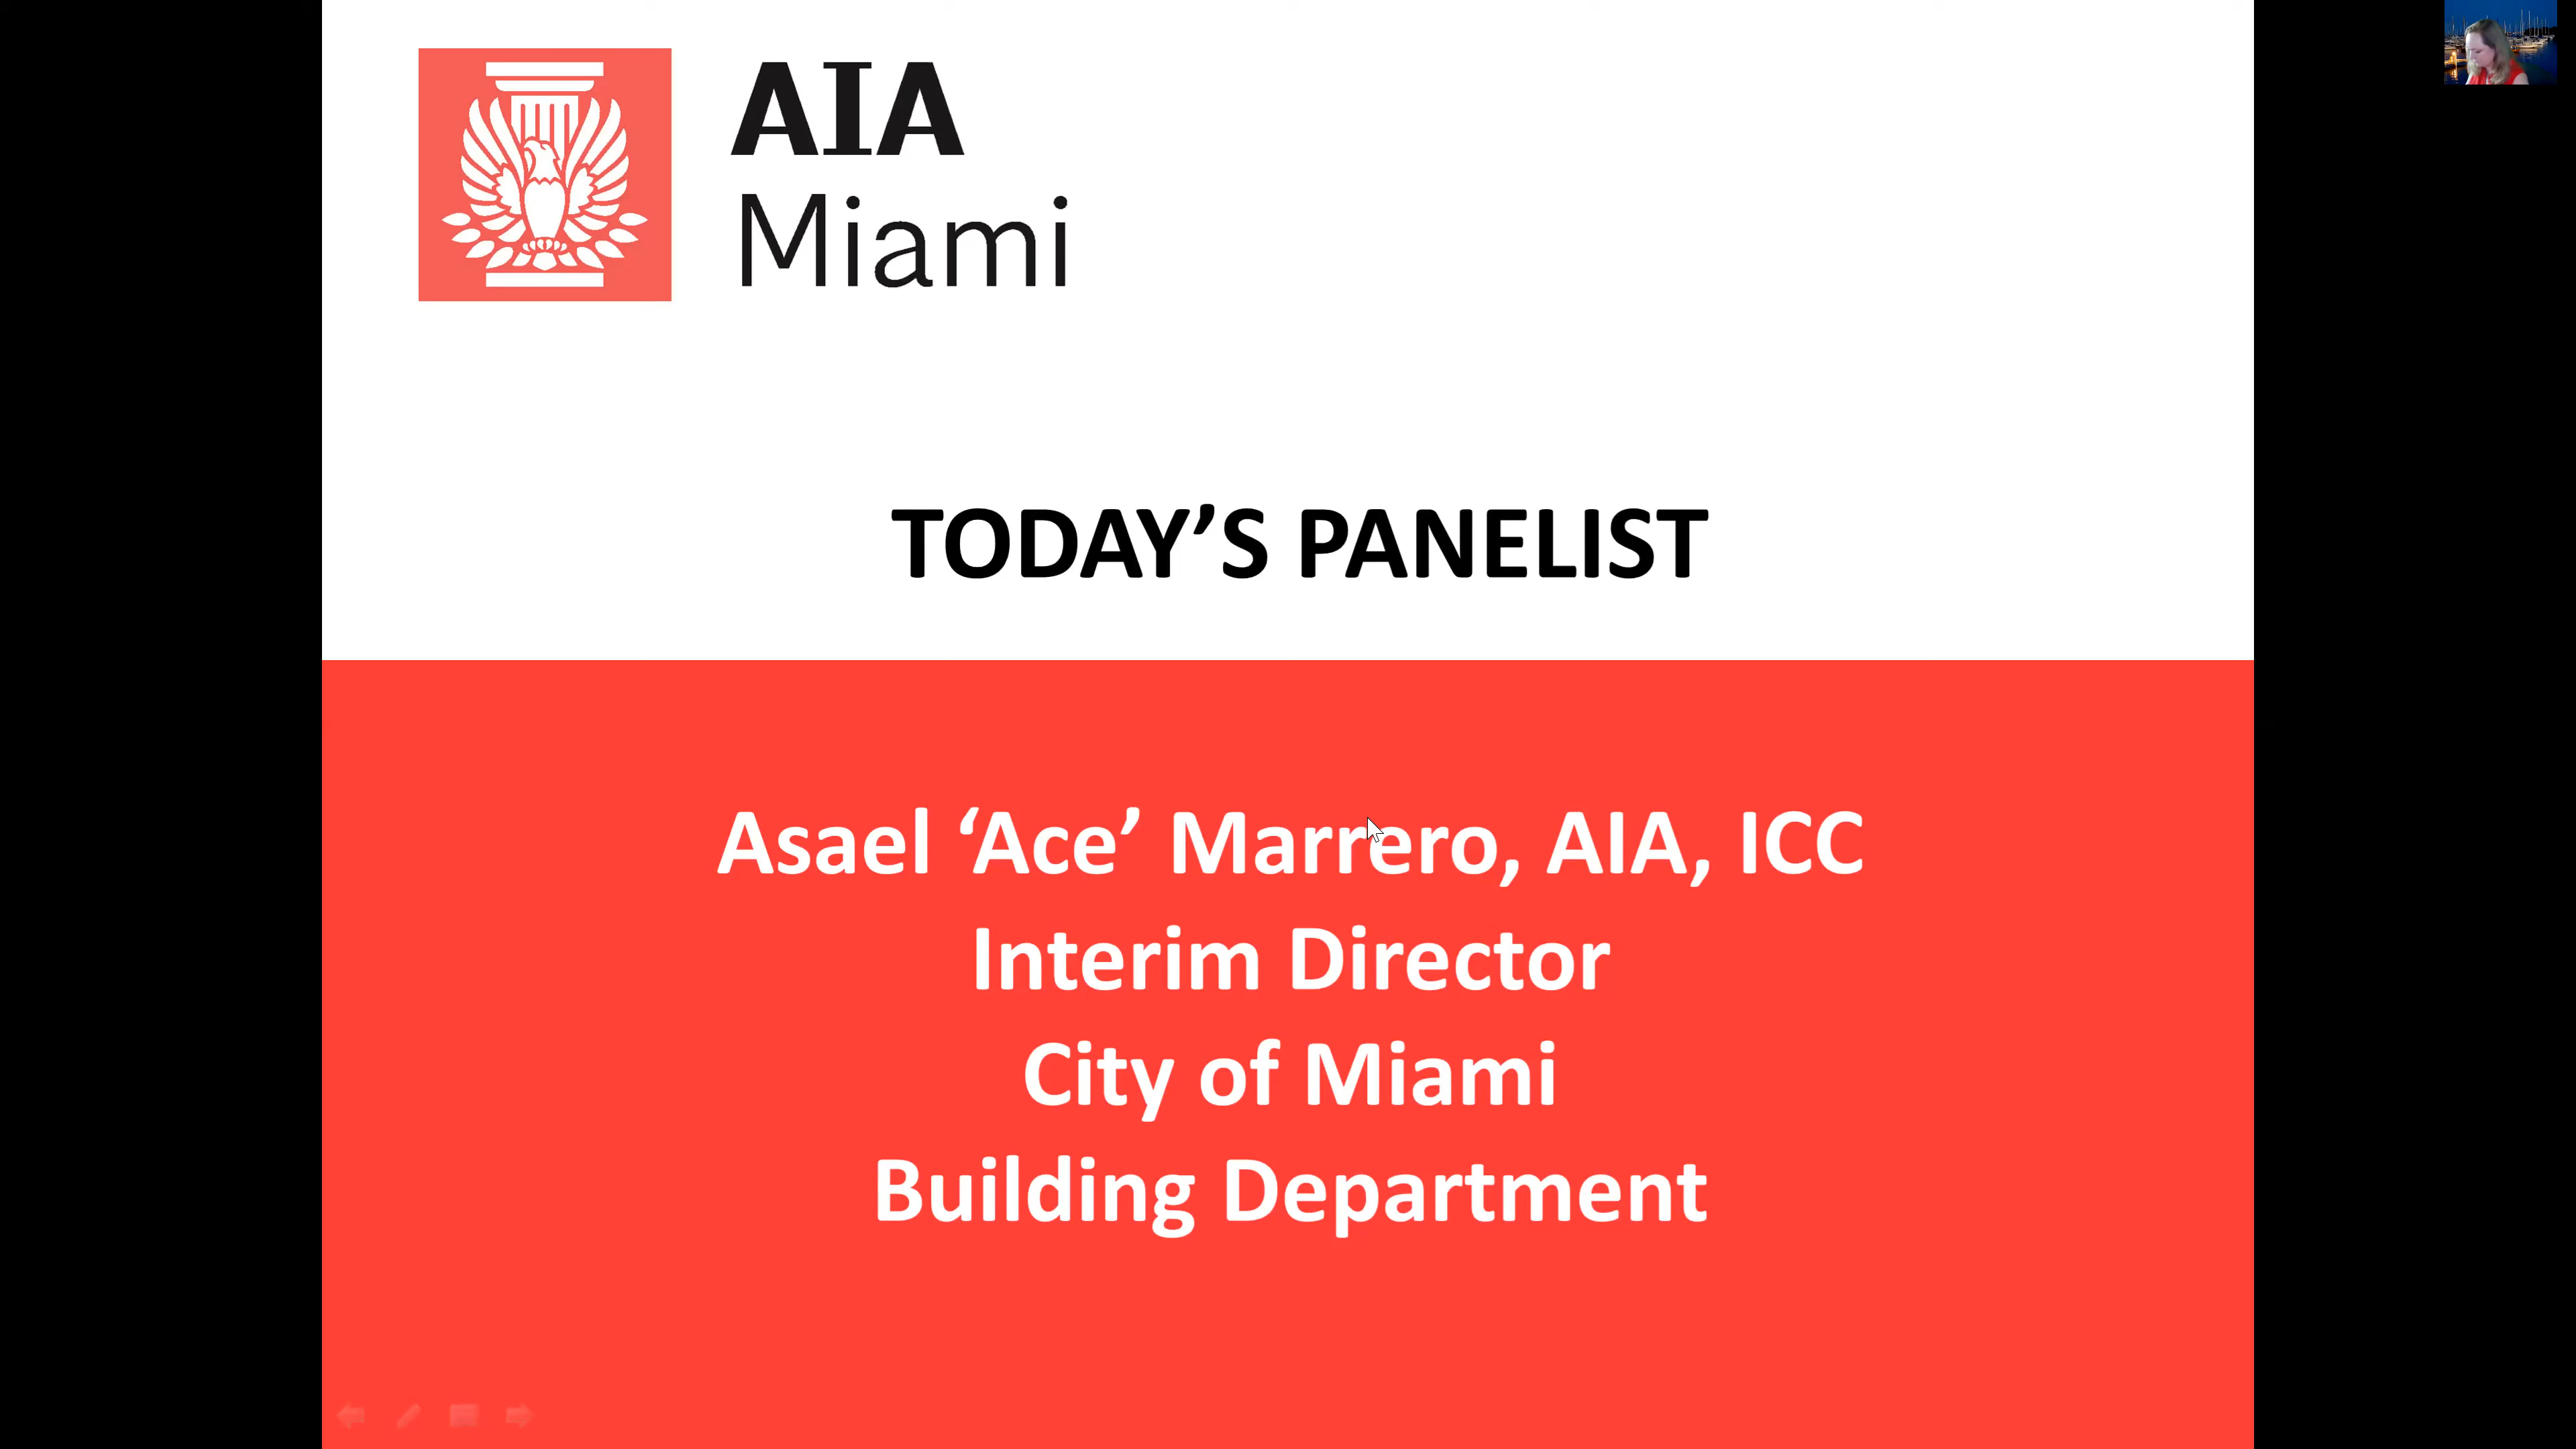 AIA
Miami
TODAY’S PANELIST
Asael ‘Ace’ Marrero, AIA, ICC
Interim Director
City of Miami
Building Department